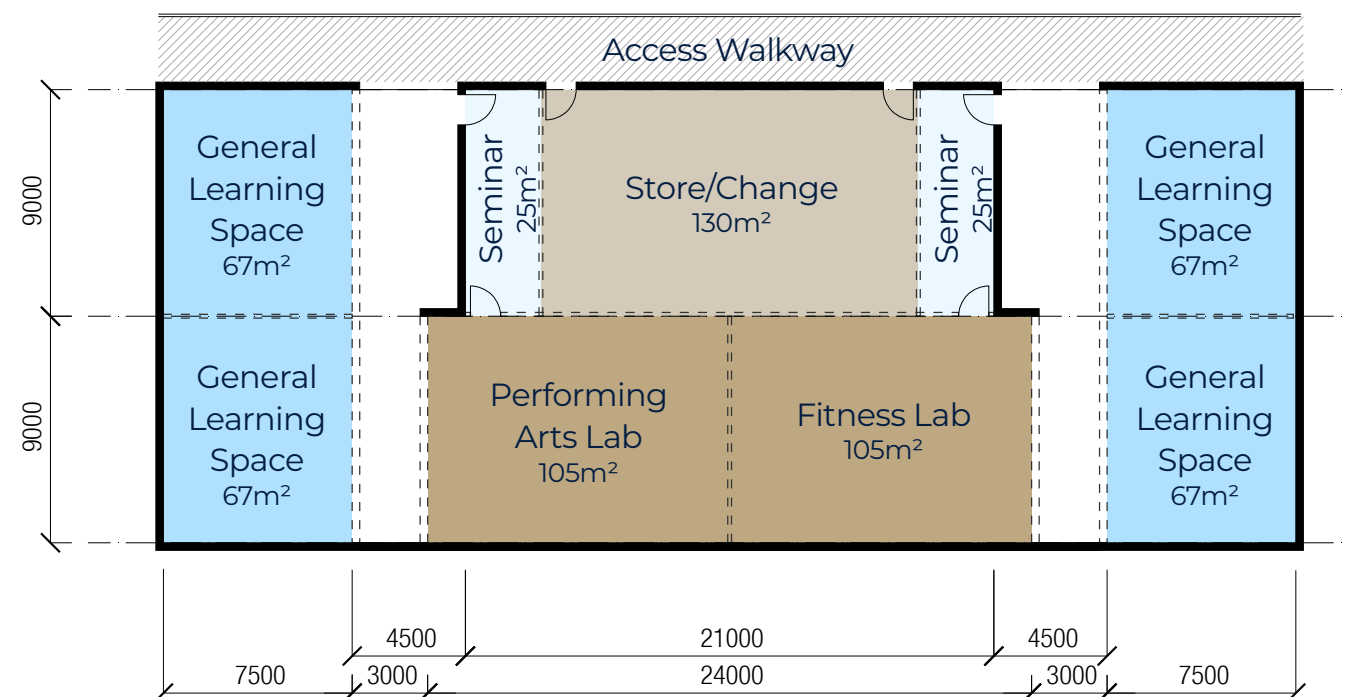 Access Walkway
General
Learning
Space
67m²
Seminar
25m²
Store/Change
130m²
Seminar
25m²
General
Learning
Space
67m²
9000
General
Learning
Space
67m²
Performing
Arts Lab
105m²
Fitness Lab
105m²
General
Learning
Space
67m²
9000
4500
21000
4500
7500
3000
24000
3000
7500